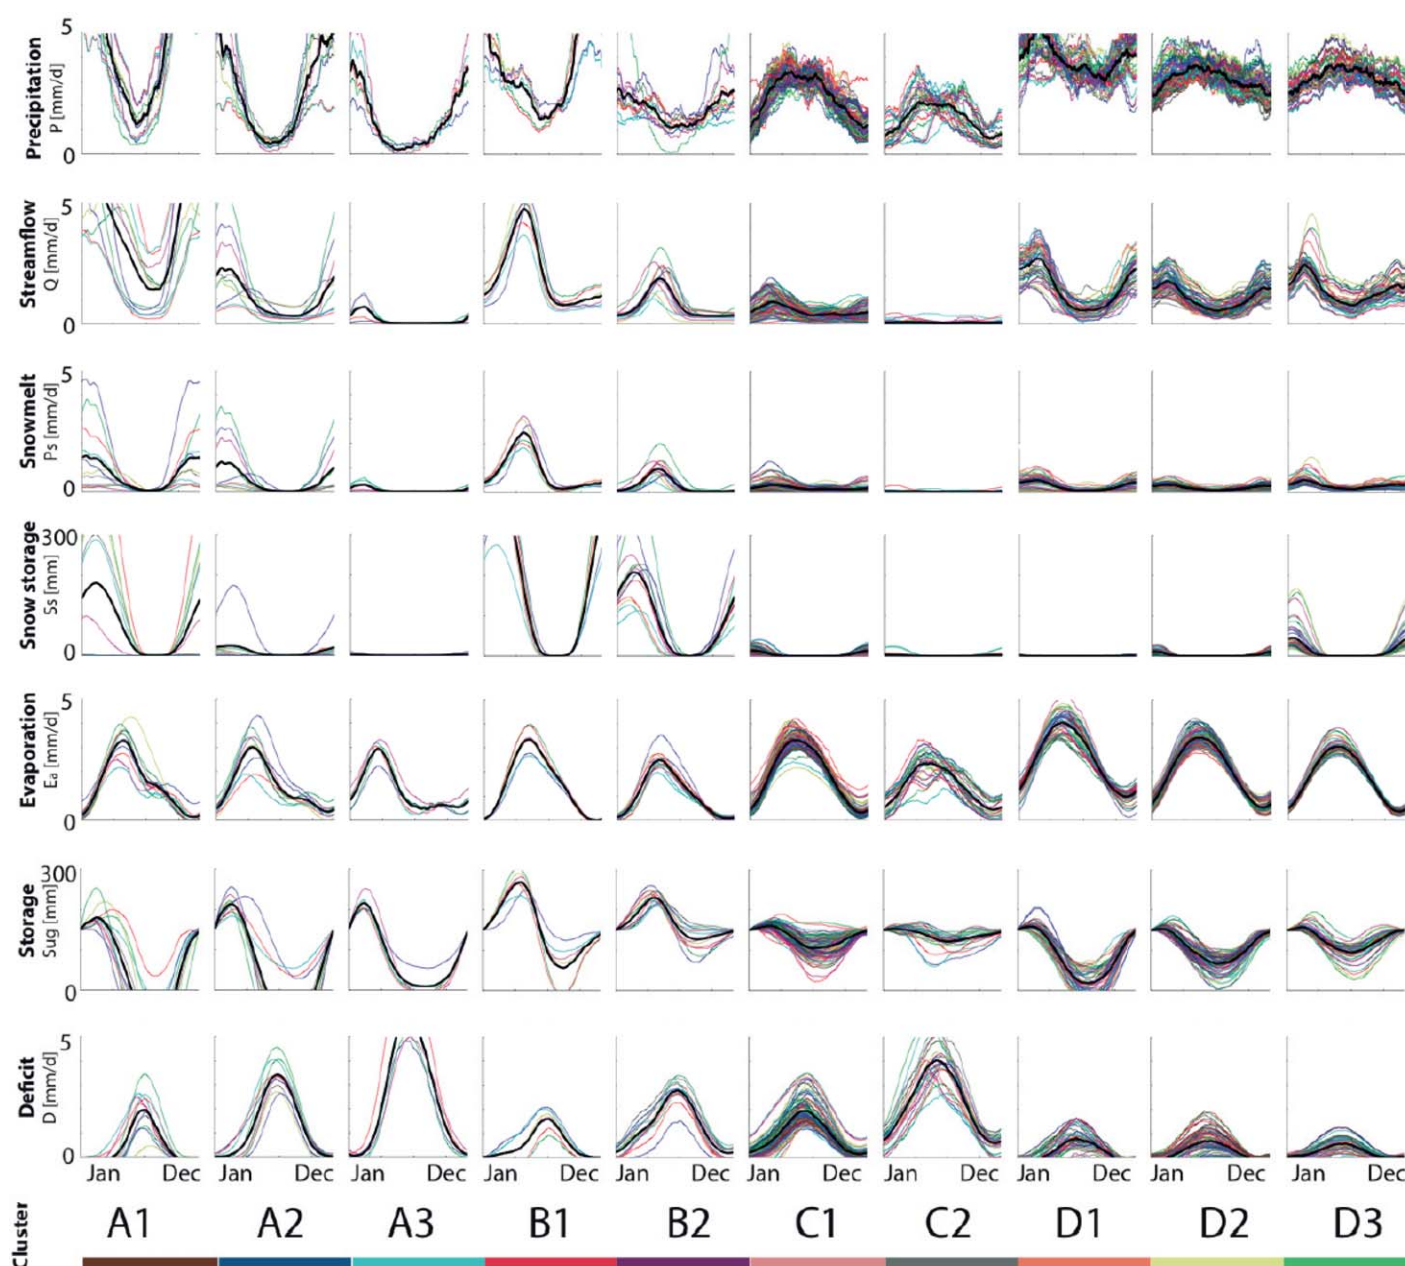 Precipitation
P [mm/d]
5
0
Streamflow
Q [mm/d]
5
0
Snowmelt
Ps [mm/d]
5
0
Snow storage
Ss [mm]
300
0
Evaporation
Ea [mm/d]
5
0
Storage
Sug [mm]
300
0
Deficit
D [mm/d]
5
0
Jan Dec Jan Dec Jan Dec Jan Dec Jan Dec Jan Dec Jan Dec Jan Dec Jan Dec Jan Dec
Cluster
A1 A2 A3 B1 B2 C1 C2 D1 D2 D3